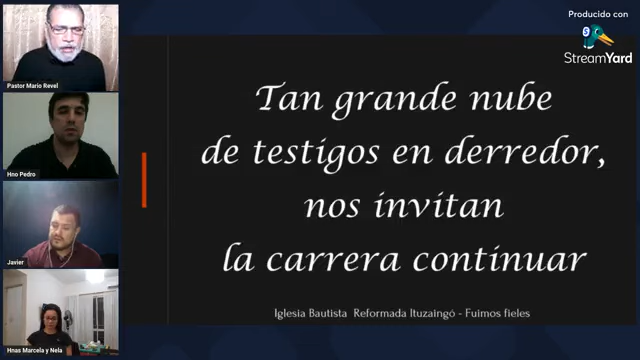 Producido con
StreamYard
Pastor Mario Revel
Hno Pedro
Javier
Hnas Marcela y Nela
Tan grande nube
de testigos en derredor,
nos invitan
la carrera continuar
Iglesia Bautista Reformada Ituzaingó - Fuimos fieles